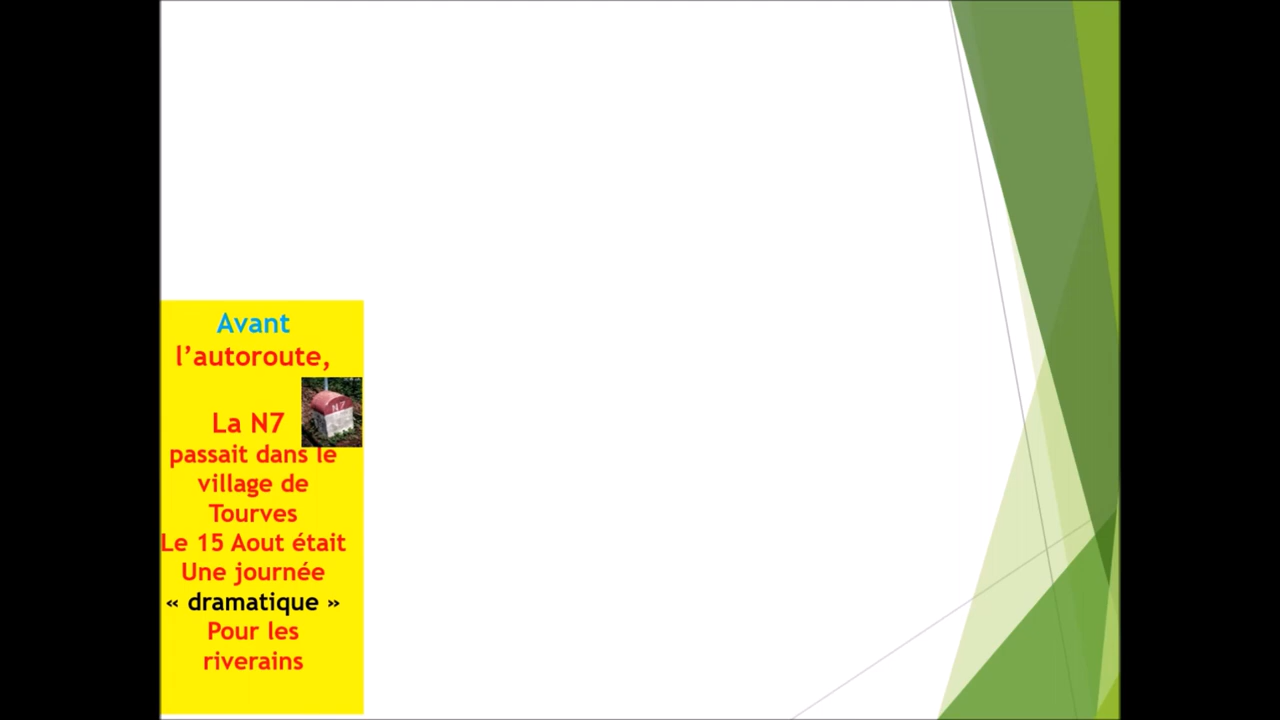 Avant
l’autoroute,
La N7
N7
passait dans le
village de
Tourves
Le 15 Aout était
Une journée
« dramatique »
Pour les
riverains